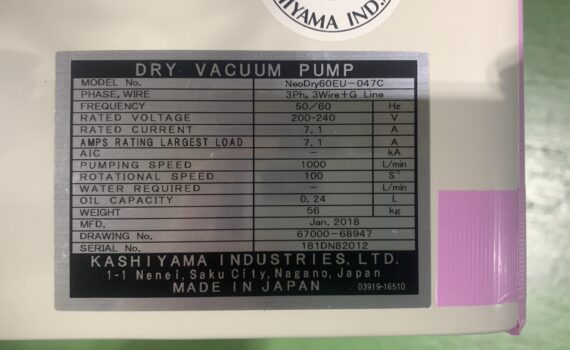 SHIYAMA IND.
DRY VACUUM PUMP
MODEL No. NeoDry60EU-047C
PHASE, WIRE 3Ph, 3Wire+G Line
FREQUENCY 50/60 Hz
RATED VOLTAGE 200-240 V
RATED CURRENT 7.1 A
AMPS RATING LARGEST LOAD 7.1 A
AIC - kA
PUMPING SPEED 1000 L/min
ROTATIONAL SPEED 100 S⁻¹
WATER REQUIRED - L/min
OIL CAPACITY 0.24 L
WEIGHT 56 kg
MFD. Jan, 2018
DRAWING No. 67000-68947
SERIAL No. 181DN82012
KASHIYAMA INDUSTRIES, LTD.
1-1 Nenei, Saku City, Nagano, Japan
MADE IN JAPAN 03919-16510